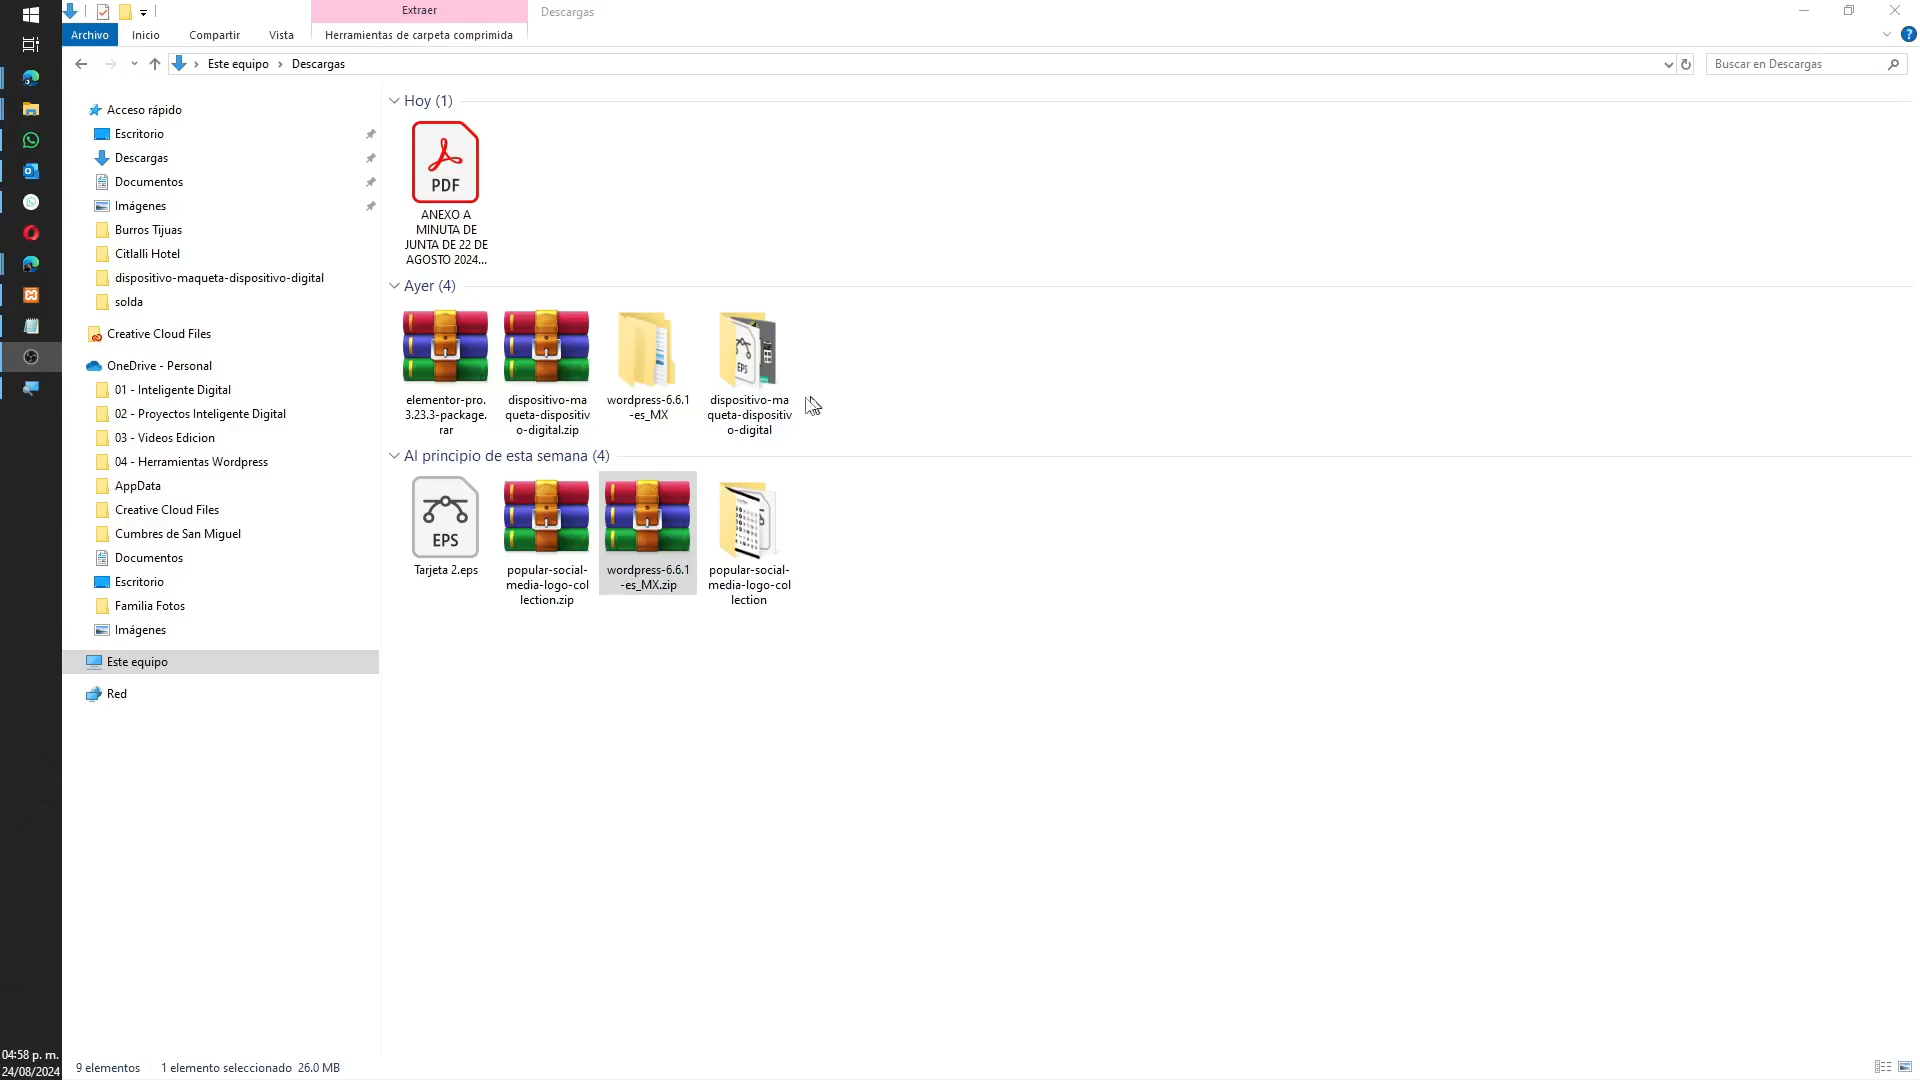 Extraer
Descargas
Archivo
Inicio
Compartir
Vista
Herramientas de carpeta comprimida
Este equipo
Descargas
Buscar en Descargas
Acceso rápido
Escritorio
Descargas
Documentos
Imágenes
Burros Tijuas
Citlalli Hotel
dispositivo-maqueta-dispositivo-digital
solda
Creative Cloud Files
OneDrive - Personal
01 - Inteligente Digital
02 - Proyectos Inteligente Digital
03 - Videos Edicion
04 - Herramientas Wordpress
AppData
Creative Cloud Files
Cumbres de San Miguel
Documentos
Escritorio
Familia Fotos
Imágenes
Este equipo
Red
Hoy (1)
PDF
ANEXO A
MINUTA DE
JUNTA DE 22 DE
AGOSTO 2024...
Ayer (4)
elementor-pro.
3.23.3-package.
rar
dispositivo-ma
queta-dispositiv
o-digital.zip
wordpress-6.6.1
-es_MX
EPS
dispositivo-ma
queta-dispositiv
o-digital
Al principio de esta semana (4)
EPS
Tarjeta 2.eps
popular-social-
media-logo-col
lection.zip
wordpress-6.6.1
-es_MX.zip
popular-social-
media-logo-col
lection
04:58 p. m.
24/08/2024
9 elementos
1 elemento seleccionado 26.0 MB